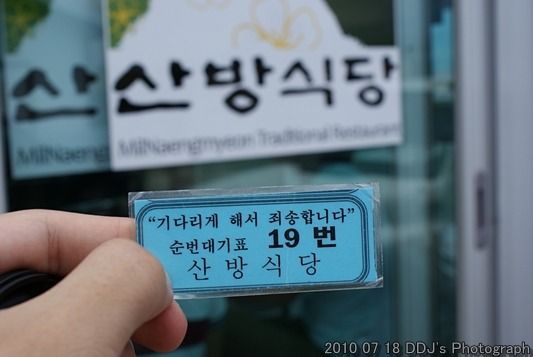 산방식당
MilNaengmyeon Traditional Restaurant
산
MilNaeng
"기다리게 해서 죄송합니다"
순번대기표 19 번
산 방 식 당
2010 07 18 DDJ's Photograph